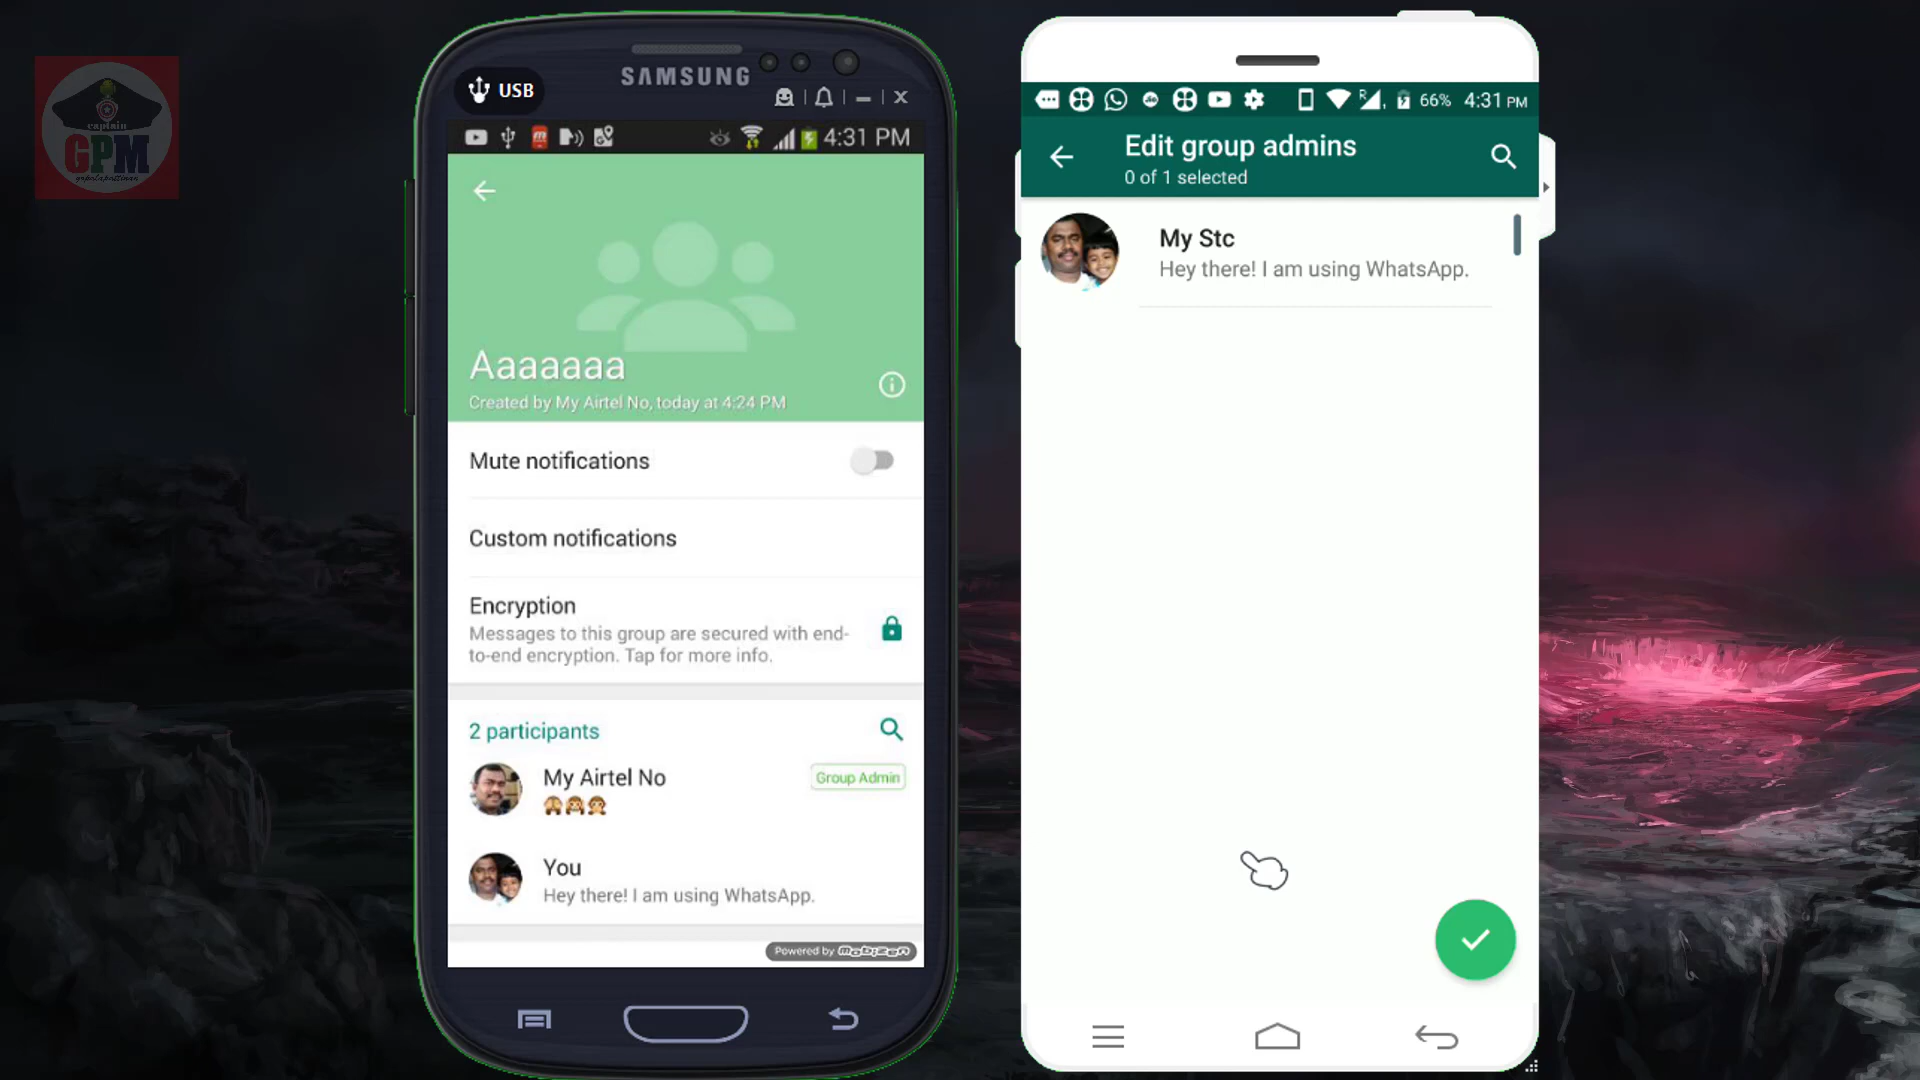 captain
GPM
USB
SAMSUNG
4:31 PM
Aaaaaaa
Created by My Airtel No, today at 4:24 PM
Mute notifications
Custom notifications
Encryption
Messages to this group are secured with end-
to-end encryption. Tap for more info.
2 participants
My Airtel No
Group Admin
You
Hey there! I am using WhatsApp.
Powered by mobizen
66% 4:31 PM
Edit group admins
0 of 1 selected
My Stc
Hey there! I am using WhatsApp.